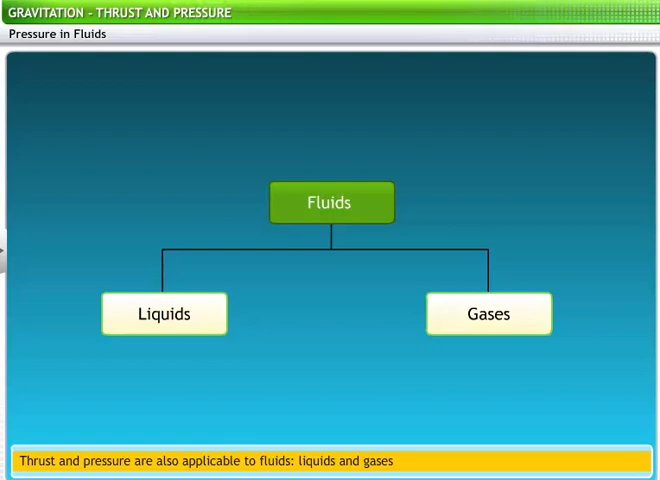 GRAVITATION - THRUST AND PRESSURE
Pressure in Fluids
Fluids
Liquids
Gases
Thrust and pressure are also applicable to fluids: liquids and gases